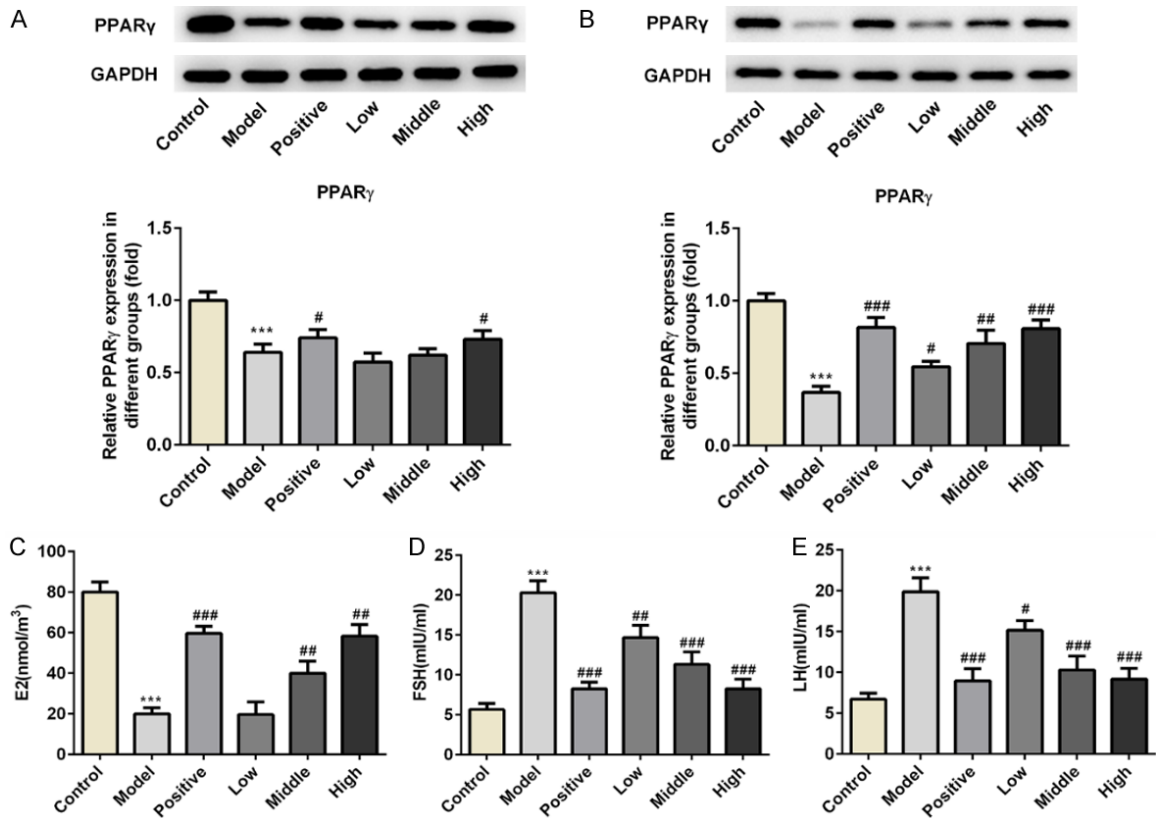 A
PPARγ
GAPDH
Control
Model
Positive
Low
Middle
High
PPARγ
Relative PPARγ expression in
different groups (fold)
1.5
1.0
0.5
0.0
***
#
#
Control
Model
Positive
Low
Middle
High
B
PPARγ
GAPDH
Control
Model
Positive
Low
Middle
High
PPARγ
Relative PPARγ expression in
different groups (fold)
1.5
1.0
0.5
0.0
***
###
#
##
###
Control
Model
Positive
Low
Middle
High
C
E2(nmol/m³)
100
80
60
40
20
0
***
###
##
##
Control
Model
Positive
Low
Middle
High
D
FSH(mIU/ml)
25
20
15
10
5
0
***
###
##
###
###
Control
Model
Positive
Low
Middle
High
E
LH(mIU/ml)
25
20
15
10
5
0
***
###
#
###
###
Control
Model
Positive
Low
Middle
High